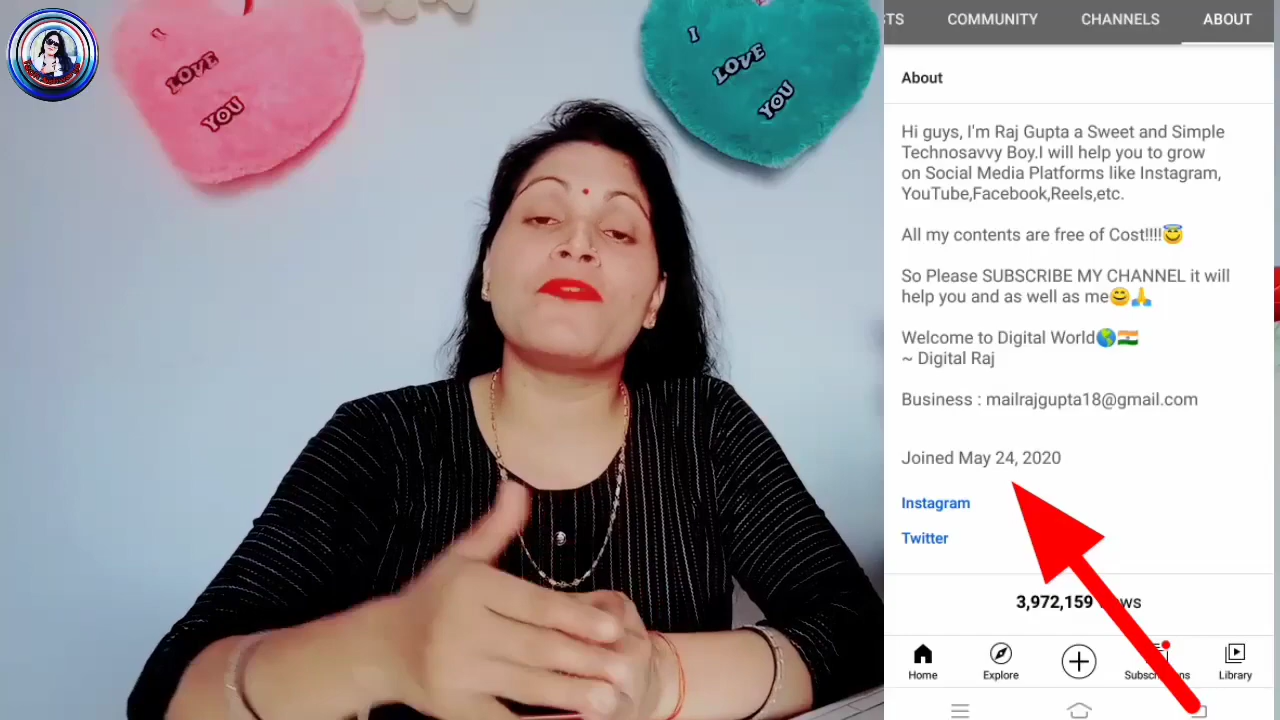 I
LOVE
YOU
I
LOVE
YOU
TS COMMUNITY CHANNELS ABOUT
About
Hi guys, I'm Raj Gupta a Sweet and Simple
Technosavvy Boy.I will help you to grow
on Social Media Platforms like Instagram,
YouTube,Facebook,Reels,etc.
All my contents are free of Cost!!!!😇
So Please SUBSCRIBE MY CHANNEL it will
help you and as well as me😊🙏
Welcome to Digital World🌎🇮🇳
~ Digital Raj
Business : mailrajgupta18@gmail.com
Joined May 24, 2020
Instagram
Twitter
3,972,159
Home Explore Library